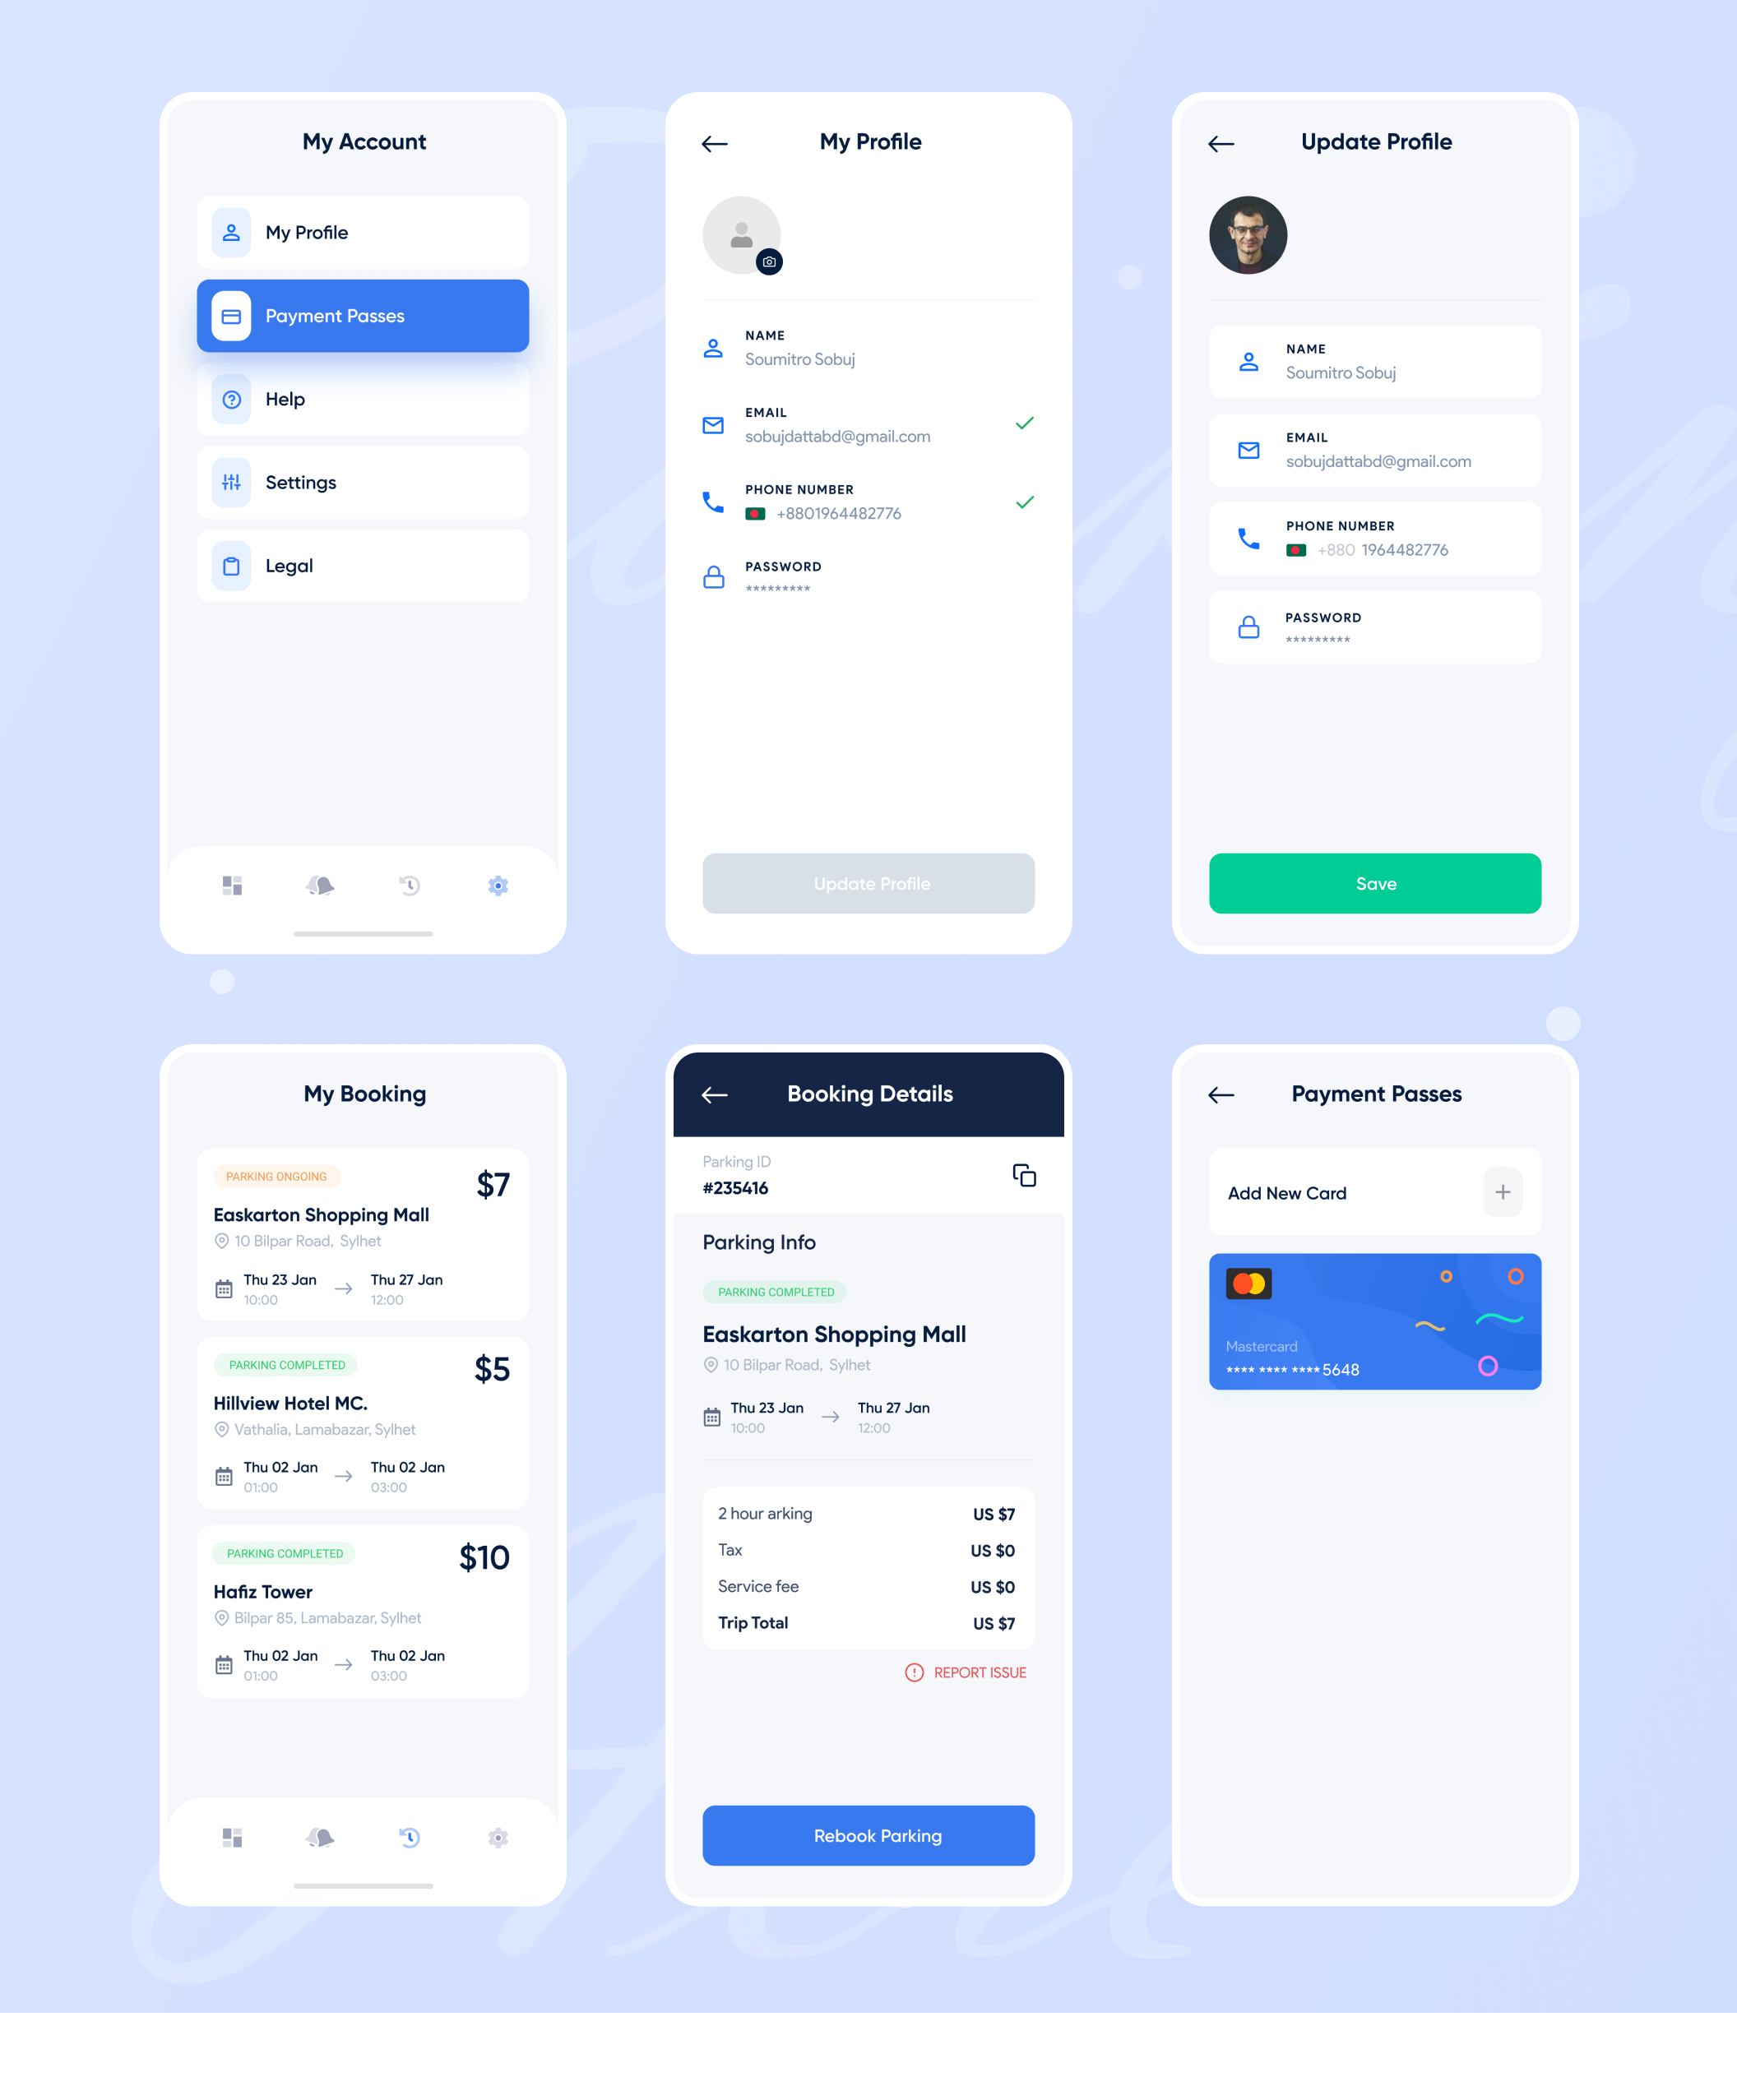 My Account
My Profile
Payment Passes
Help
Settings
Legal
My Profile
NAME
Soumitro Sobuj
EMAIL
sobujdattabd@gmail.com
PHONE NUMBER
+8801964482776
PASSWORD
*********
Update Profile
Update Profile
NAME
Soumitro Sobuj
EMAIL
sobujdattabd@gmail.com
PHONE NUMBER
+880 1964482776
PASSWORD
*********
Save
My Booking
PARKING ONGOING
$7
Easkarton Shopping Mall
10 Bilpar Road, Sylhet
Thu 23 Jan Thu 27 Jan
10:00 12:00
PARKING COMPLETED
$5
Hillview Hotel MC.
Vathalia, Lamabazar, Sylhet
Thu 02 Jan Thu 02 Jan
01:00 03:00
PARKING COMPLETED
$10
Hafiz Tower
Bilpar 85, Lamabazar, Sylhet
Thu 02 Jan Thu 02 Jan
01:00 03:00
Booking Details
Parking ID
#235416
Parking Info
PARKING COMPLETED
Easkarton Shopping Mall
10 Bilpar Road, Sylhet
Thu 23 Jan Thu 27 Jan
10:00 12:00
2 hour arking US $7
Tax US $0
Service fee US $0
Trip Total US $7
REPORT ISSUE
Rebook Parking
Payment Passes
Add New Card
Mastercard
**** **** ****5648